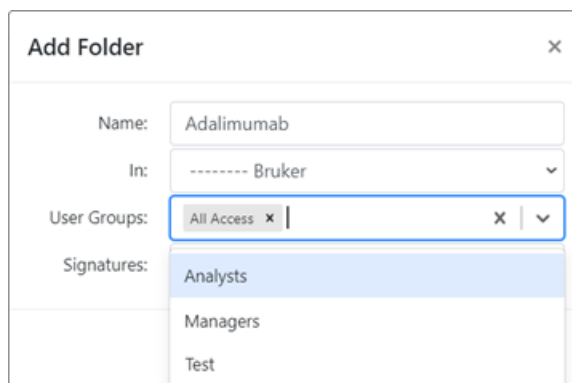 Add Folder ×
Name: Adalimumab
In: -------- Bruker
User Groups: All Access ×
Signatures:
Analysts
Managers
Test